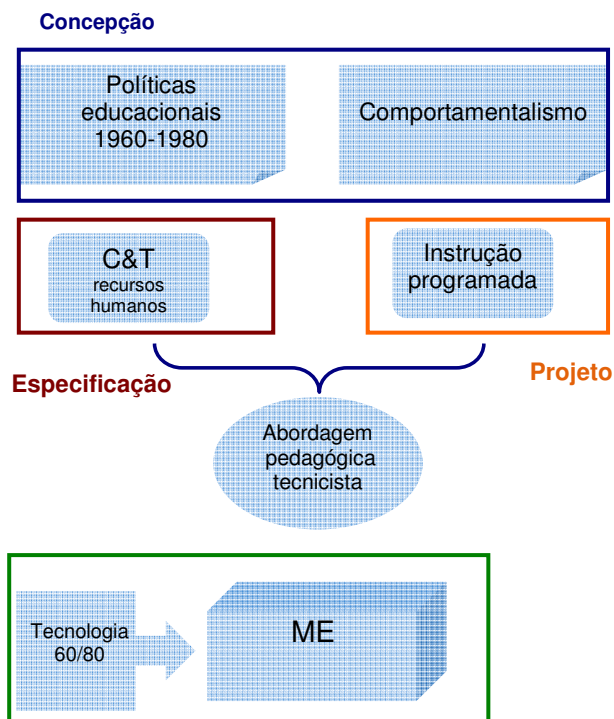 Concepção
Políticas
educacionais
1960-1980
Comportamentalismo
C&T
recursos
humanos
Instrução
programada
Especificação
Projeto
Abordagem
pedagógica
tecnicista
Tecnologia
60/80
ME